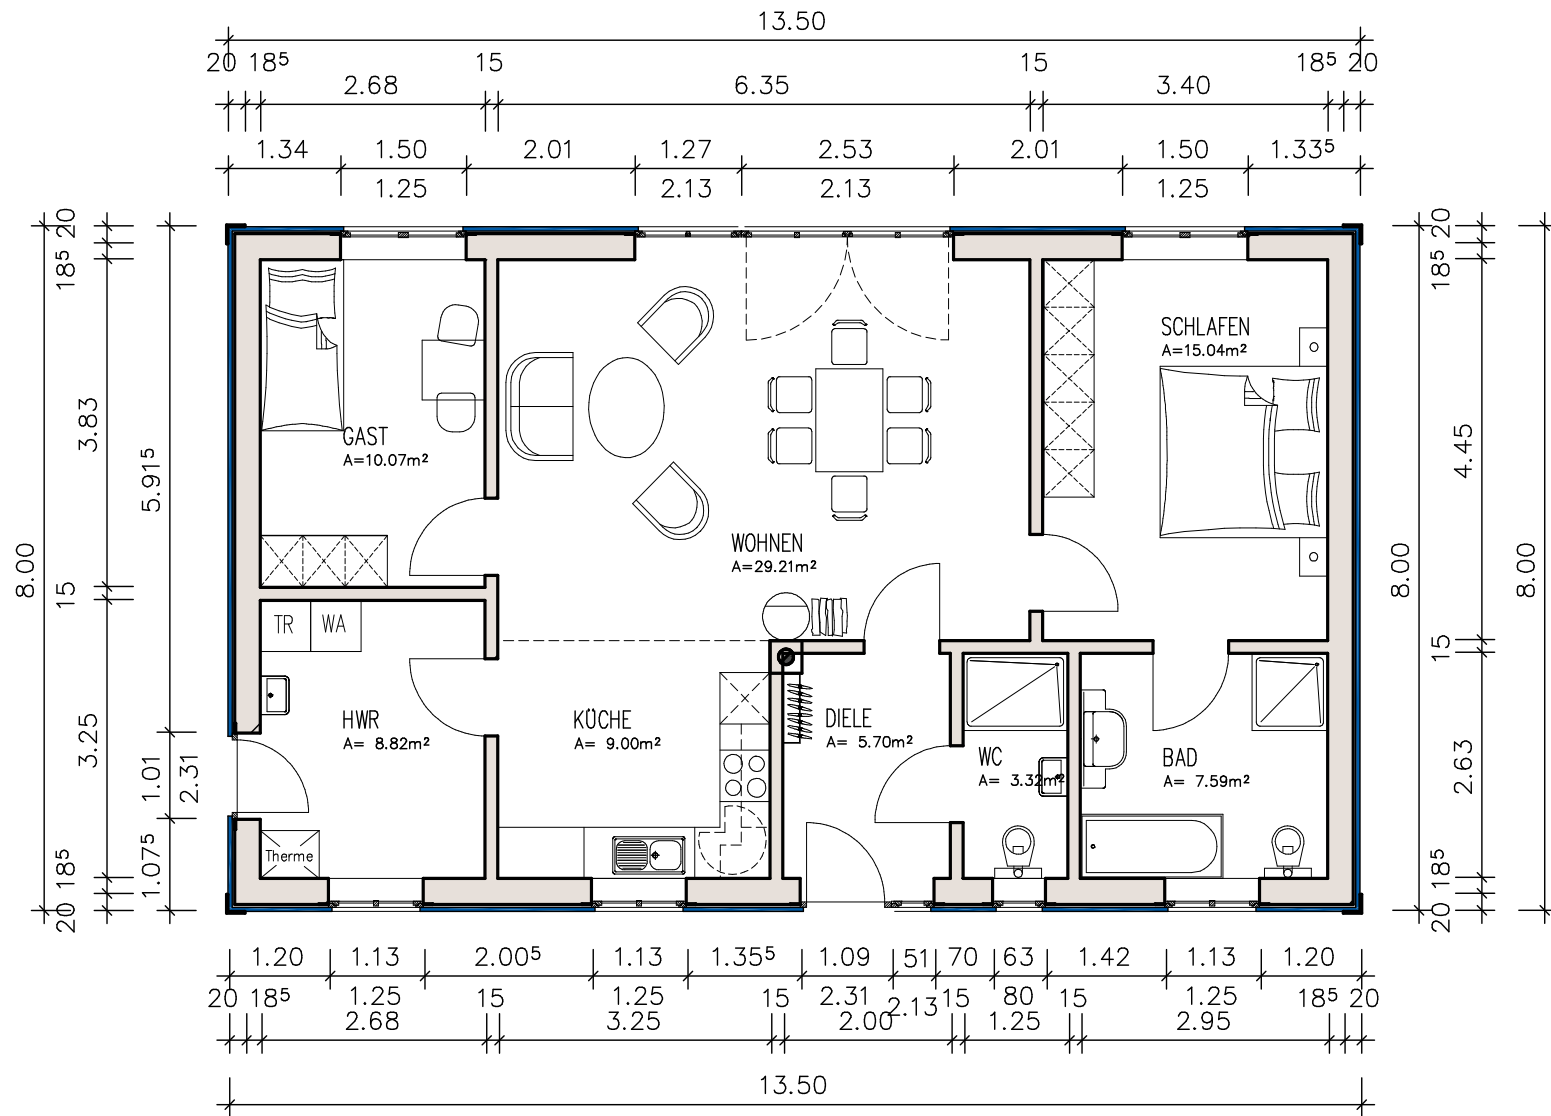 13.50
20 18⁵ 15 15 18⁵ 20
2.68 6.35 3.40
1.34 1.50 2.01 1.27 2.53 2.01 1.50 1.33⁵
1.25 2.13 2.13 1.25
8.00
20
18⁵
3.83
15
3.25
18⁵
20
5.91⁵
1.01
2.31
1.07⁵
GAST
A=10.07m²
WOHNEN
A=29.21m²
SCHLAFEN
A=15.04m²
TR WA
HWR
A= 8.82m²
Therme
KÜCHE
A= 9.00m²
DIELE
A= 5.70m²
WC
A= 3.32m²
BAD
A= 7.59m²
8.00
20
18⁵
4.45
15
2.63
18⁵
20
8.00
1.20 1.13 2.00⁵ 1.13 1.35⁵ 1.09 51 70 63 1.42 1.13 1.20
20 18⁵ 1.25 15 1.25 15 2.31 2.13 15 80 15 1.25 18⁵ 20
2.68 3.25 2.00 1.25 2.95
13.50